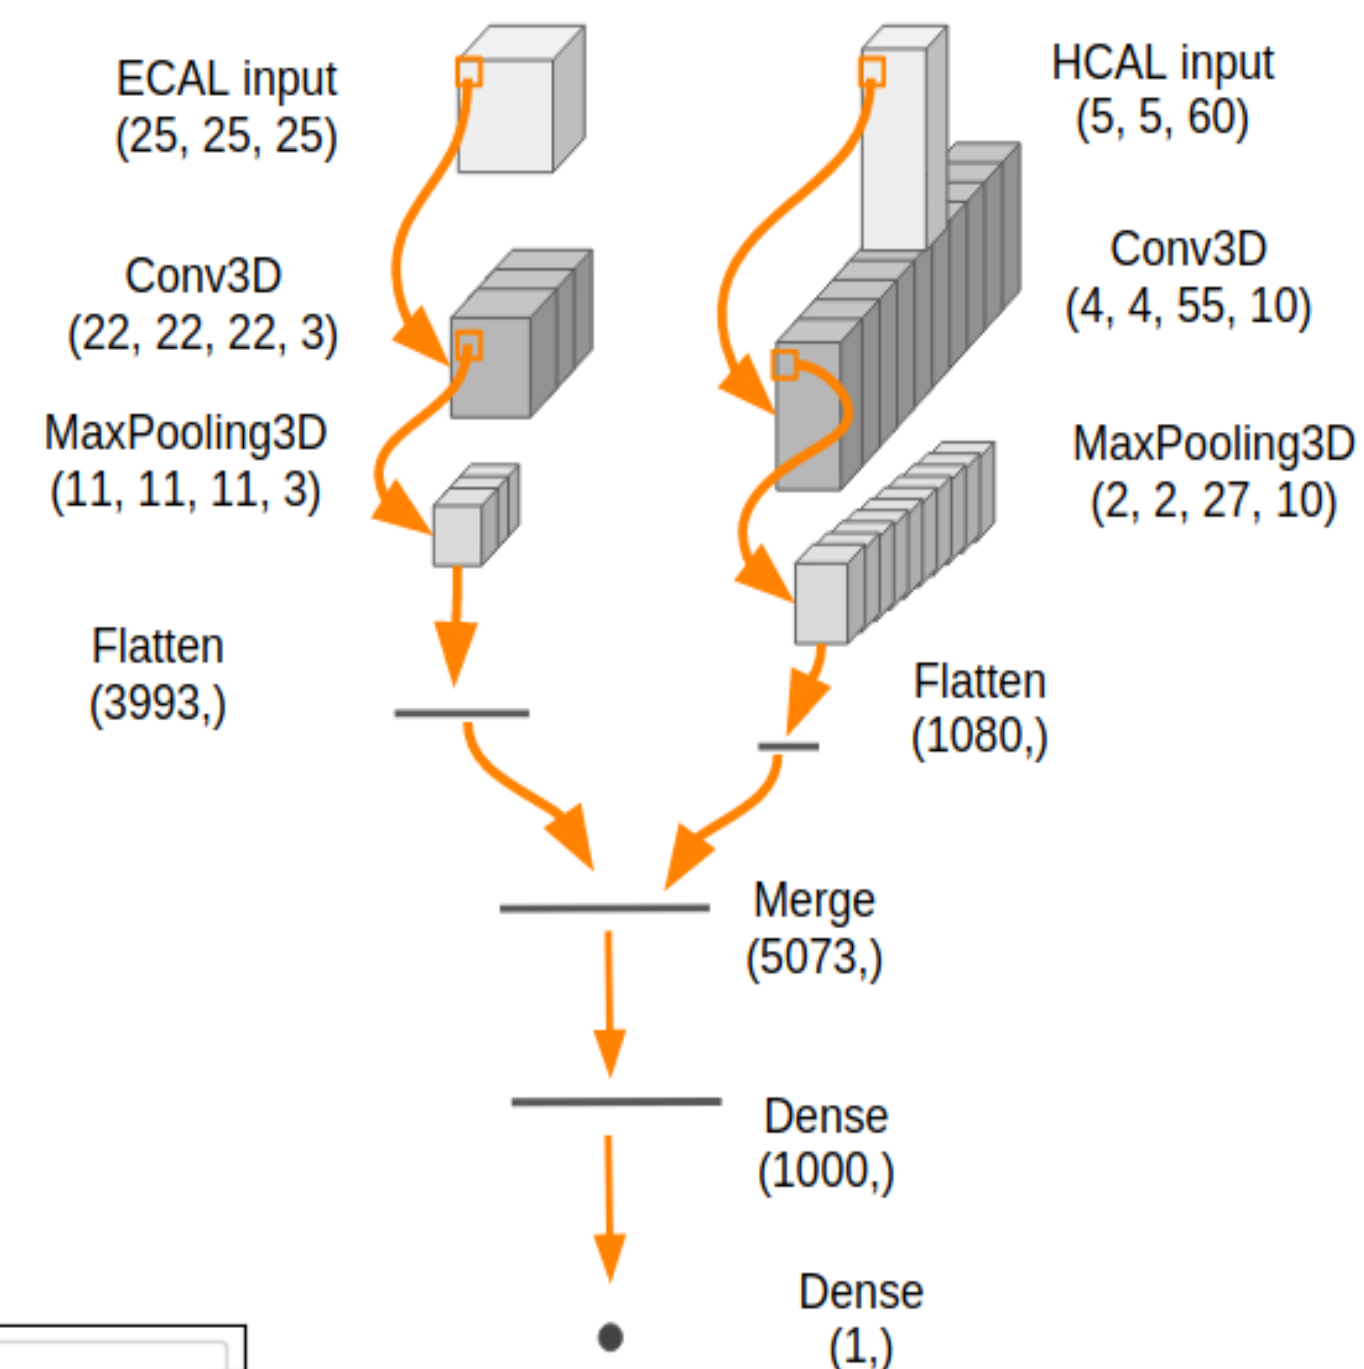 ECAL input
(25, 25, 25)
HCAL input
(5, 5, 60)
Conv3D
(22, 22, 22, 3)
Conv3D
(4, 4, 55, 10)
MaxPooling3D
(11, 11, 11, 3)
MaxPooling3D
(2, 2, 27, 10)
Flatten
(3993,)
Flatten
(1080,)
Merge
(5073,)
Dense
(1000,)
Dense
(1,)